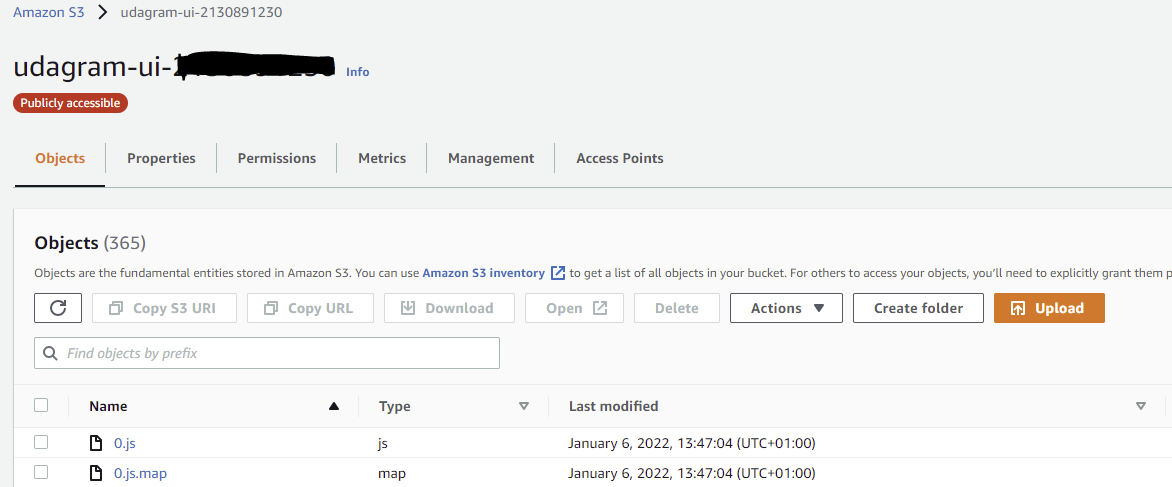 Amazon S3 > udagram-ui-2130891230
udagram-ui- Info
Publicly accessible
Objects Properties Permissions Metrics Management Access Points
Objects (365)
Objects are the fundamental entities stored in Amazon S3. You can use Amazon S3 inventory to get a list of all objects in your bucket. For others to access your objects, you'll need to explicitly grant them p
Copy S3 URI Copy URL Download Open Delete Actions Create folder Upload
Find objects by prefix
Name Type Last modified
0.js js January 6, 2022, 13:47:04 (UTC+01:00)
0.js.map map January 6, 2022, 13:47:04 (UTC+01:00)